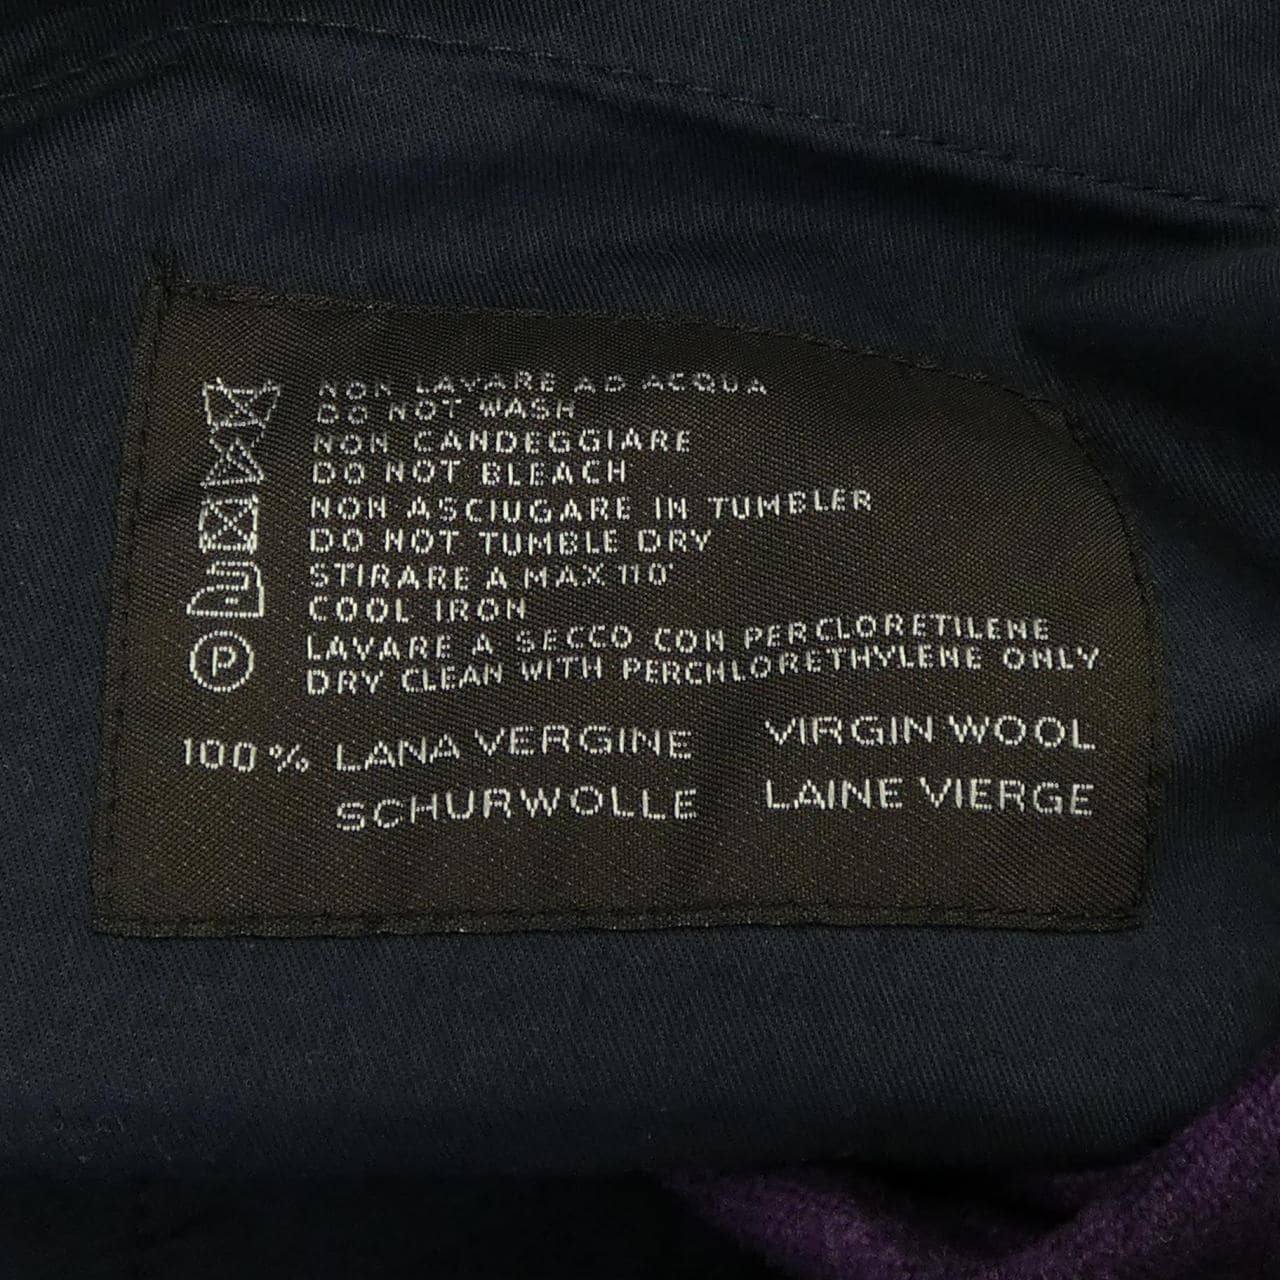 NON LAVARE AD ACQUA
DO NOT WASH
NON CANDEGGIARE
DO NOT BLEACH
NON ASCIUGARE IN TUMBLER
DO NOT TUMBLE DRY
STIRARE A MAX 110°
COOL IRON
P
LAVARE A SECCO CON PERCLORETILENE
DRY CLEAN WITH PERCHLORETHYLENE ONLY
100% LANA VERGINE VIRGIN WOOL
SCHURWOLLE LAINE VIERGE